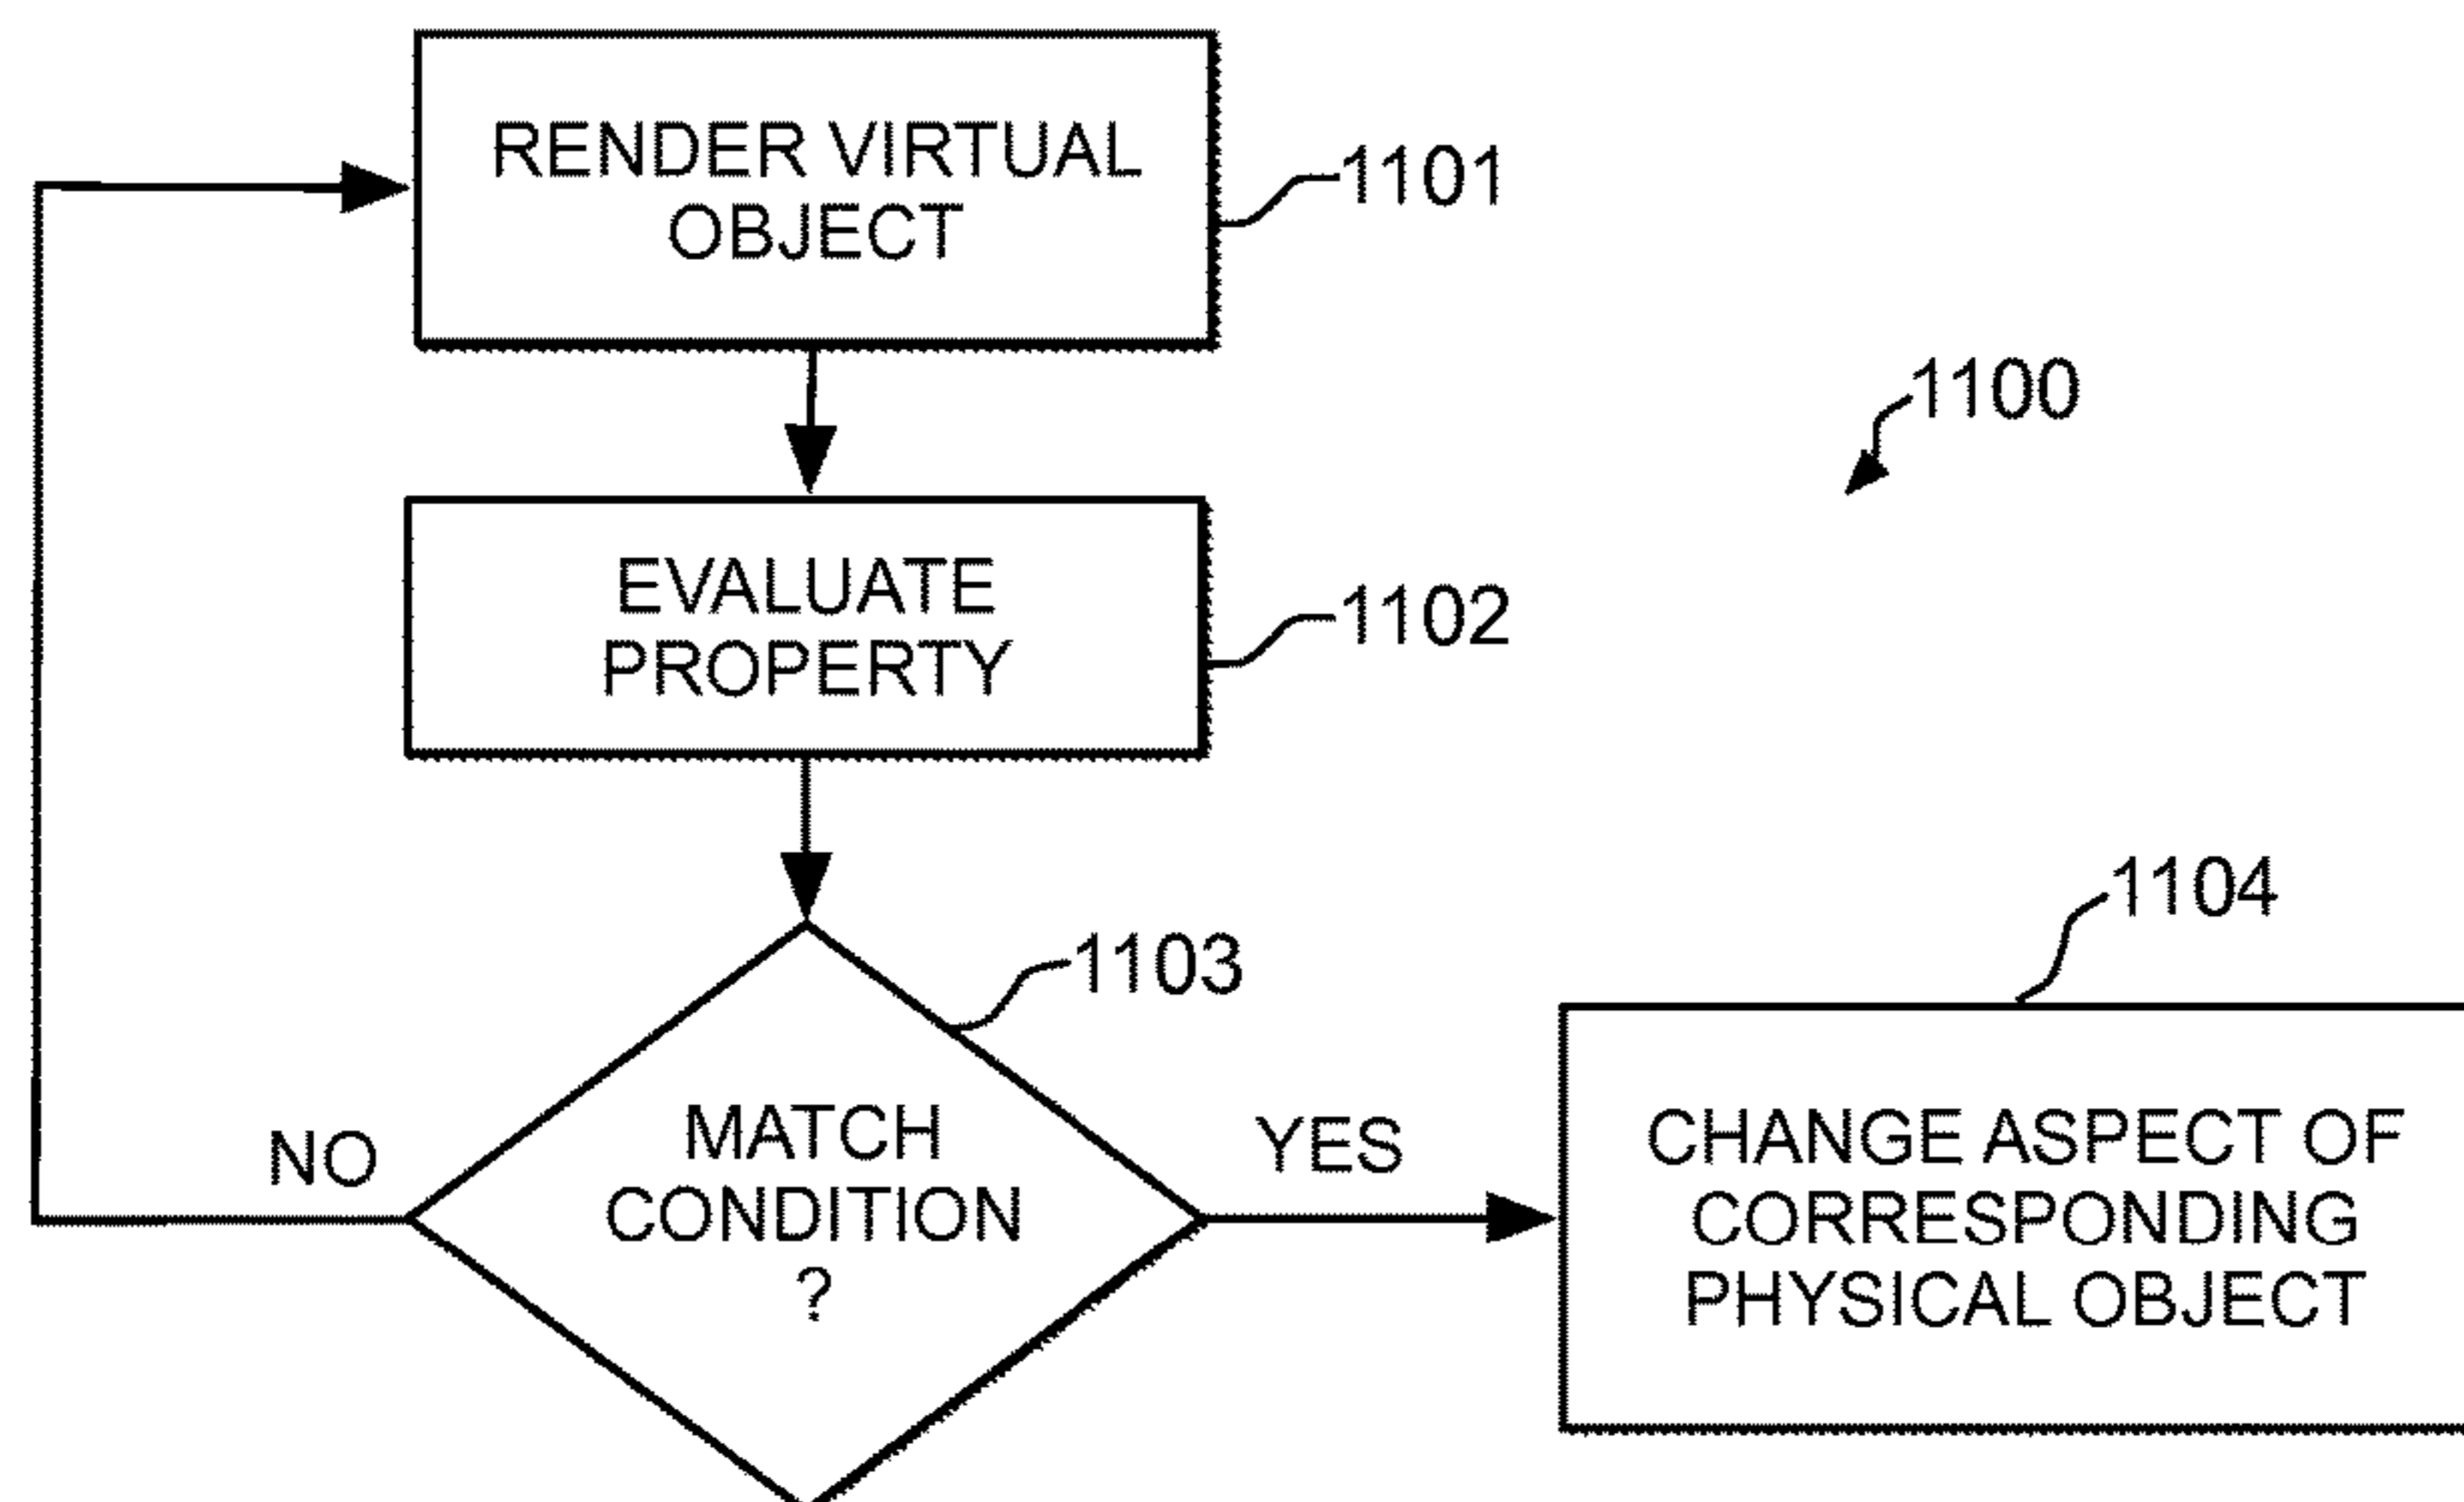 RENDER VIRTUAL
OBJECT
1101
1100
EVALUATE
PROPERTY
1102
1104
1103
MATCH
CONDITION
?
NO
YES
CHANGE ASPECT OF
CORRESPONDING
PHYSICAL OBJECT